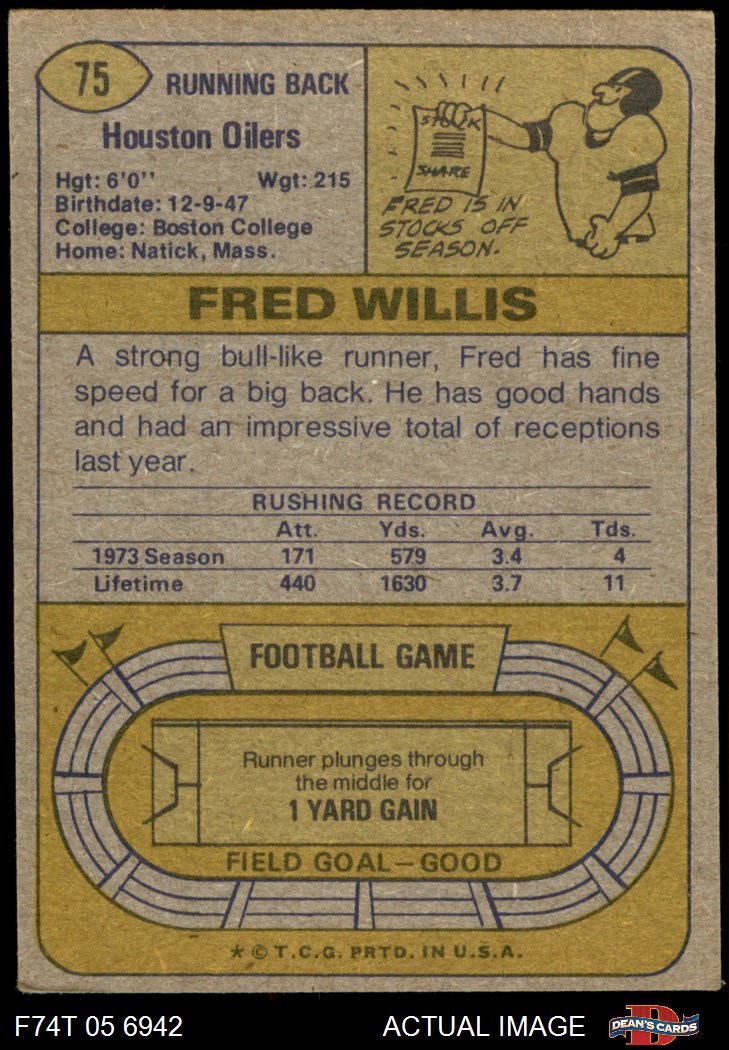 75
RUNNING BACK
Houston Oilers
Hgt: 6'0'' Wgt: 215
Birthdate: 12-9-47
College: Boston College
Home: Natick, Mass.
STOCK
SHARE
FRED IS IN
STOCKS OFF
SEASON.
FRED WILLIS
A strong bull-like runner, Fred has fine
speed for a big back. He has good hands
and had an impressive total of receptions
last year.
RUSHING RECORD
Att. Yds. Avg. Tds.
1973 Season 171 579 3.4 4
Lifetime 440 1630 3.7 11
FOOTBALL GAME
Runner plunges through
the middle for
1 YARD GAIN
FIELD GOAL—GOOD
* © T.C.G. PRTD. IN U.S.A.
F74T 05 6942 ACTUAL IMAGE
D
DEAN'S CARDS